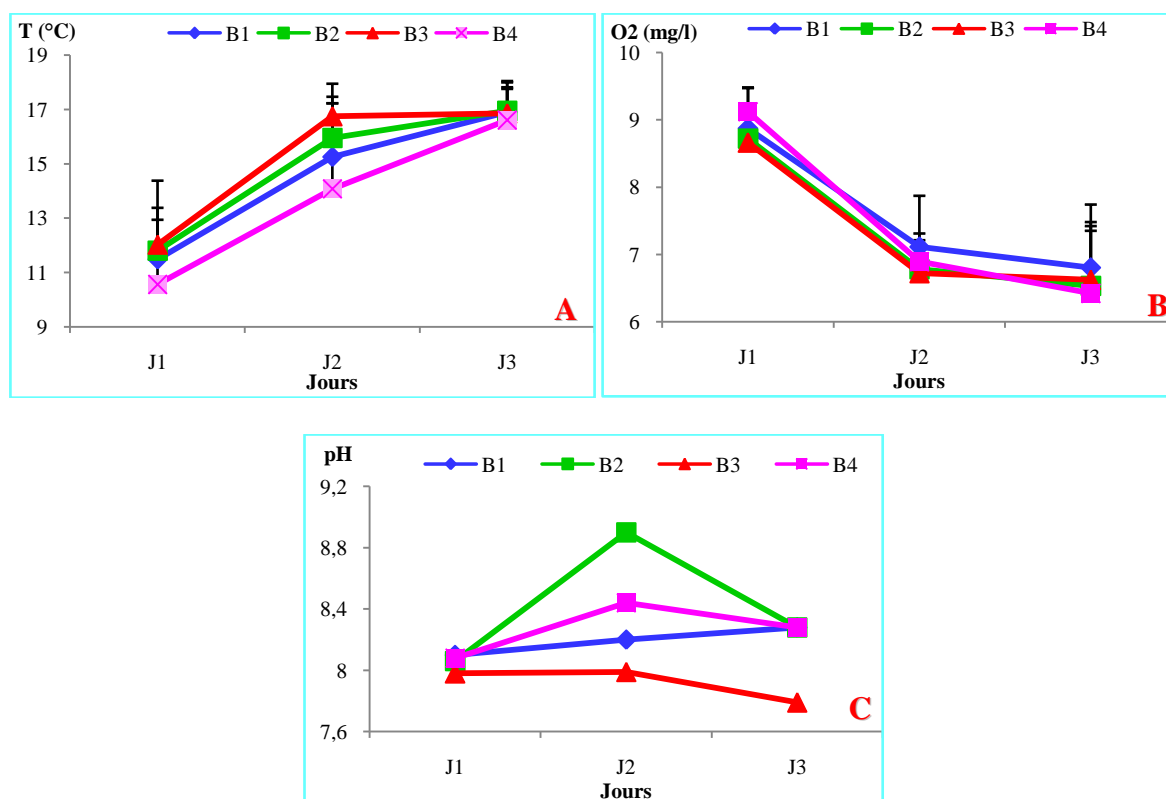 T (°C)
B1 B2 B3 B4
19
17
15
13
11
9
J1 J2 J3
Jours
A
O2 (mg/l)
B1 B2 B3 B4
10
9
8
7
6
J1 J2 J3
Jours
B
pH
B1 B2 B3 B4
9,2
8,8
8,4
8
7,6
J1 J2 J3
Jours
C